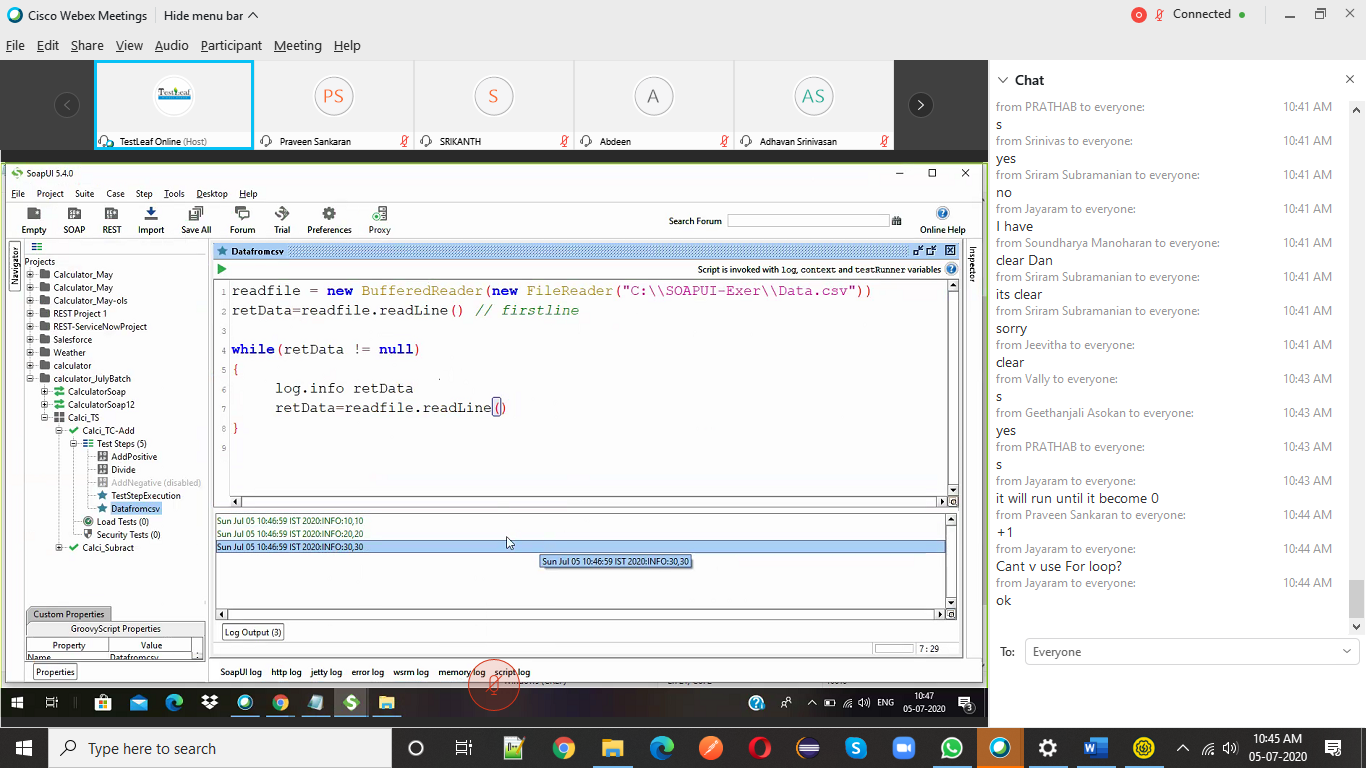 Cisco Webex Meetings Hide menu bar Connected
File Edit Share View Audio Participant Meeting Help
TestLeaf
TestLeaf Online (Host)
PS
Praveen Sankaran
S
SRIKANTH
A
Abdeen
AS
Adhavan Srinivasan
SoapUI 5.4.0
File Project Suite Case Step Tools Desktop Help
Empty SOAP REST Import Save All Forum Trial Preferences Proxy
Search Forum
Online Help
Navigator
Projects
Calculator_May
Calculator_May
Calculator_May-ols
REST Project 1
REST-ServiceNowProject
Salesforce
Weather
calculator
calculator_JulyBatch
CalculatorSoap
CalculatorSoap12
Calci_TS
Calci_TC-Add
Test Steps (5)
AddPositive
Divide
AddNegative (disabled)
TestStepExecution
Datafromcsv
Load Tests (0)
Security Tests (0)
Calci_Subract
Custom Properties
GroovyScript Properties
Property Value
Name Datafromcsv
Properties
Datafromcsv
Script is invoked with log, context and testRunner variables
Inspector
1 readfile = new BufferedReader(new FileReader("C:\\SOAPUI-Exer\\Data.csv"))
2 retData=readfile.readLine() // firstline
3
4 while(retData != null)
5 {
6 log.info retData
7 retData=readfile.readLine()
8 }
9
Sun Jul 05 10:46:59 IST 2020:INFO:10,10
Sun Jul 05 10:46:59 IST 2020:INFO:20,20
Sun Jul 05 10:46:59 IST 2020:INFO:30,30
Sun Jul 05 10:46:59 IST 2020:INFO:30,30
Log Output (3)
7 : 29
SoapUI log http log jetty log error log wsrm log memory log script log
ENG
10:47
05-07-2020
3
Chat
from PRATHAB to everyone: 10:41 AM
s
from Srinivas to everyone: 10:41 AM
yes
from Sriram Subramanian to everyone: 10:41 AM
no
from Jayaram to everyone: 10:41 AM
I have
from Soundharya Manoharan to everyone: 10:41 AM
clear Dan
from Sriram Subramanian to everyone: 10:41 AM
its clear
from Sriram Subramanian to everyone: 10:41 AM
sorry
from Jeevitha to everyone: 10:41 AM
clear
from Vally to everyone: 10:43 AM
s
from Geethanjali Asokan to everyone: 10:43 AM
yes
from PRATHAB to everyone: 10:43 AM
s
from Jayaram to everyone: 10:43 AM
it will run until it become 0
from Praveen Sankaran to everyone: 10:44 AM
+1
from Jayaram to everyone: 10:44 AM
Cant v use For loop?
from Jayaram to everyone: 10:44 AM
ok
To: Everyone
Type here to search
10:45 AM
05-07-2020